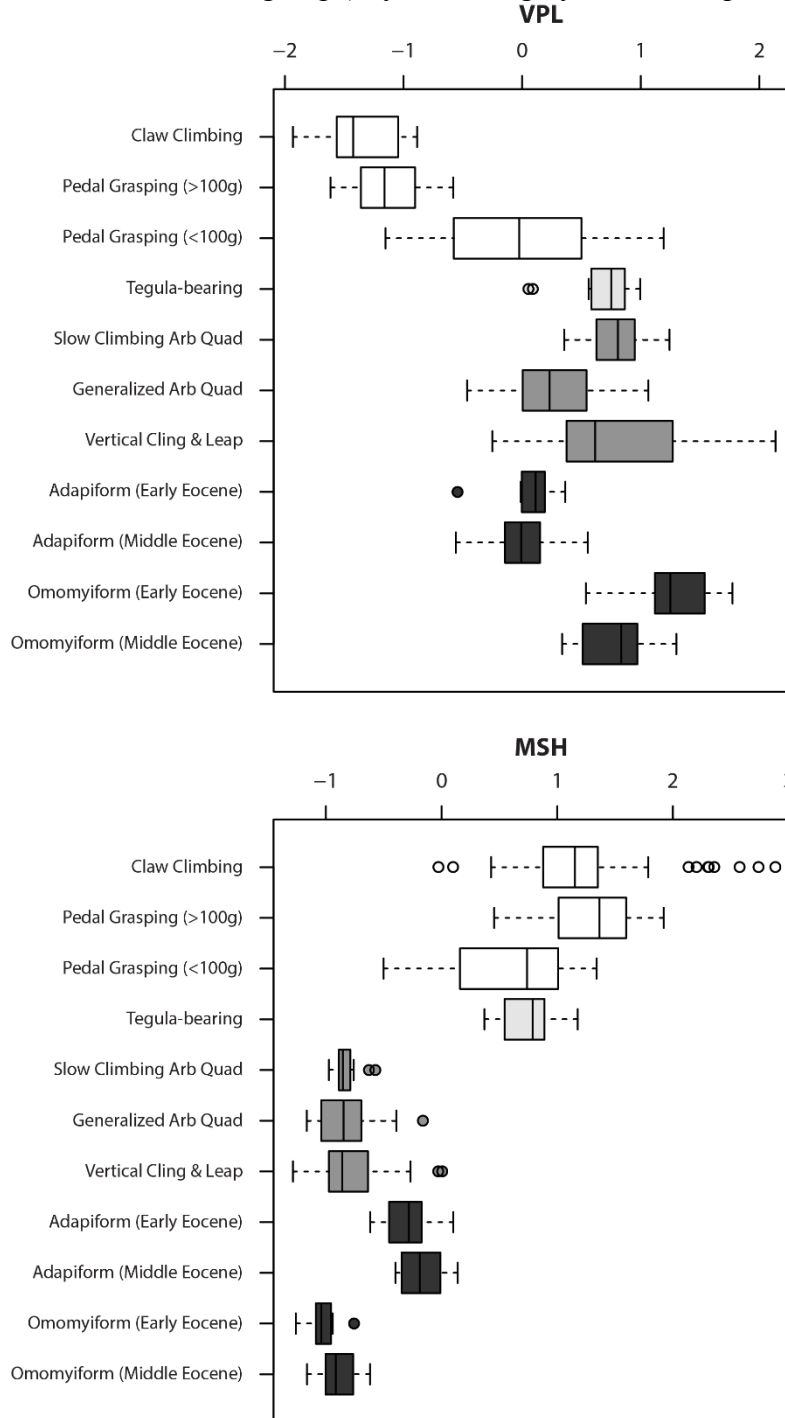 VPL
−2 −1 0 1 2
Claw Climbing
Pedal Grasping (>100g)
Pedal Grasping (<100g)
Tegula-bearing
Slow Climbing Arb Quad
Generalized Arb Quad
Vertical Cling & Leap
Adapiform (Early Eocene)
Adapiform (Middle Eocene)
Omomyiform (Early Eocene)
Omomyiform (Middle Eocene)
MSH
−1 0 1 2
Claw Climbing
Pedal Grasping (>100g)
Pedal Grasping (<100g)
Tegula-bearing
Slow Climbing Arb Quad
Generalized Arb Quad
Vertical Cling & Leap
Adapiform (Early Eocene)
Adapiform (Middle Eocene)
Omomyiform (Early Eocene)
Omomyiform (Middle Eocene)